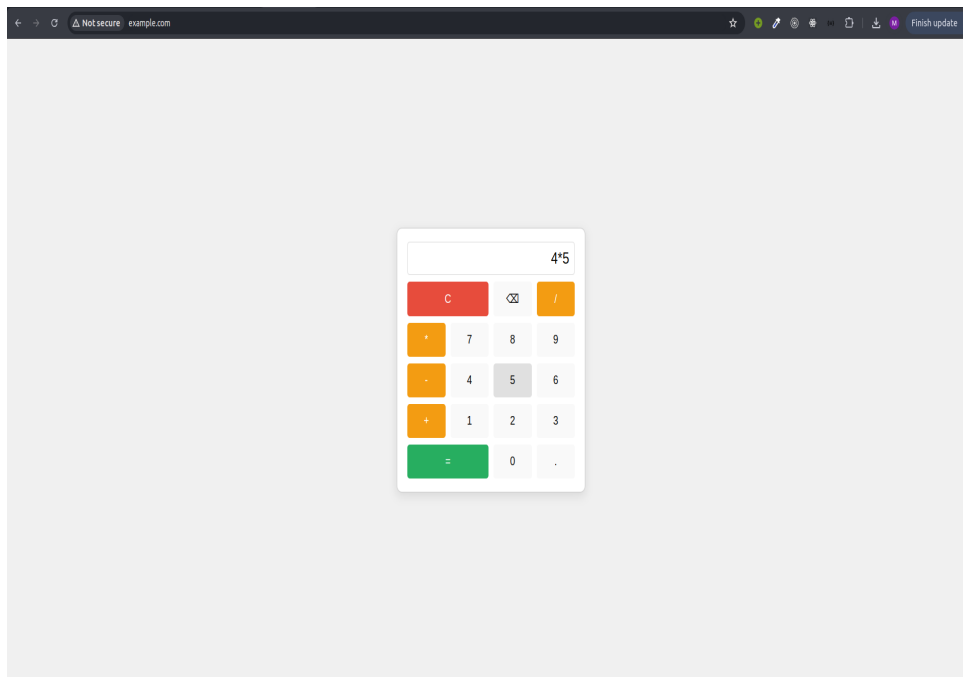 Not secure example.com M Finish update
4*5
C ⌫ /
* 7 8 9
- 4 5 6
+ 1 2 3
= 0 .